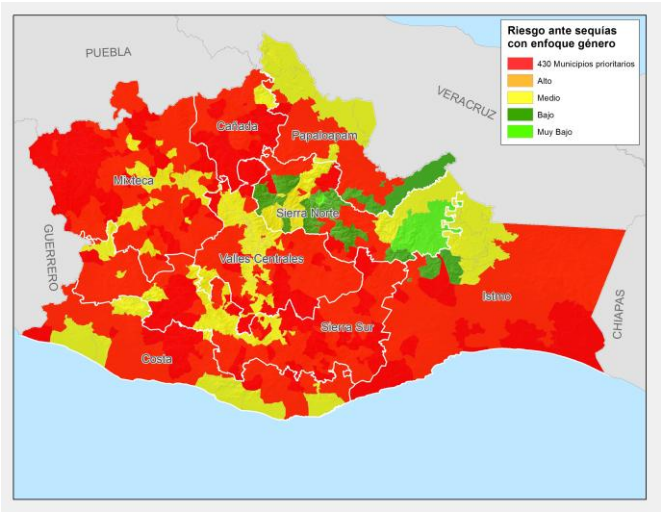 Riesgo ante sequías
con enfoque género
430 Municipios prioritarios
Alto
Medio
Bajo
Muy Bajo
PUEBLA
VERACRUZ
Cañada
Papaloapam
Mixteca
Sierra Norte
GUERRERO
Valles Centrales
Istmo
CHIAPAS
Sierra Sur
Costa